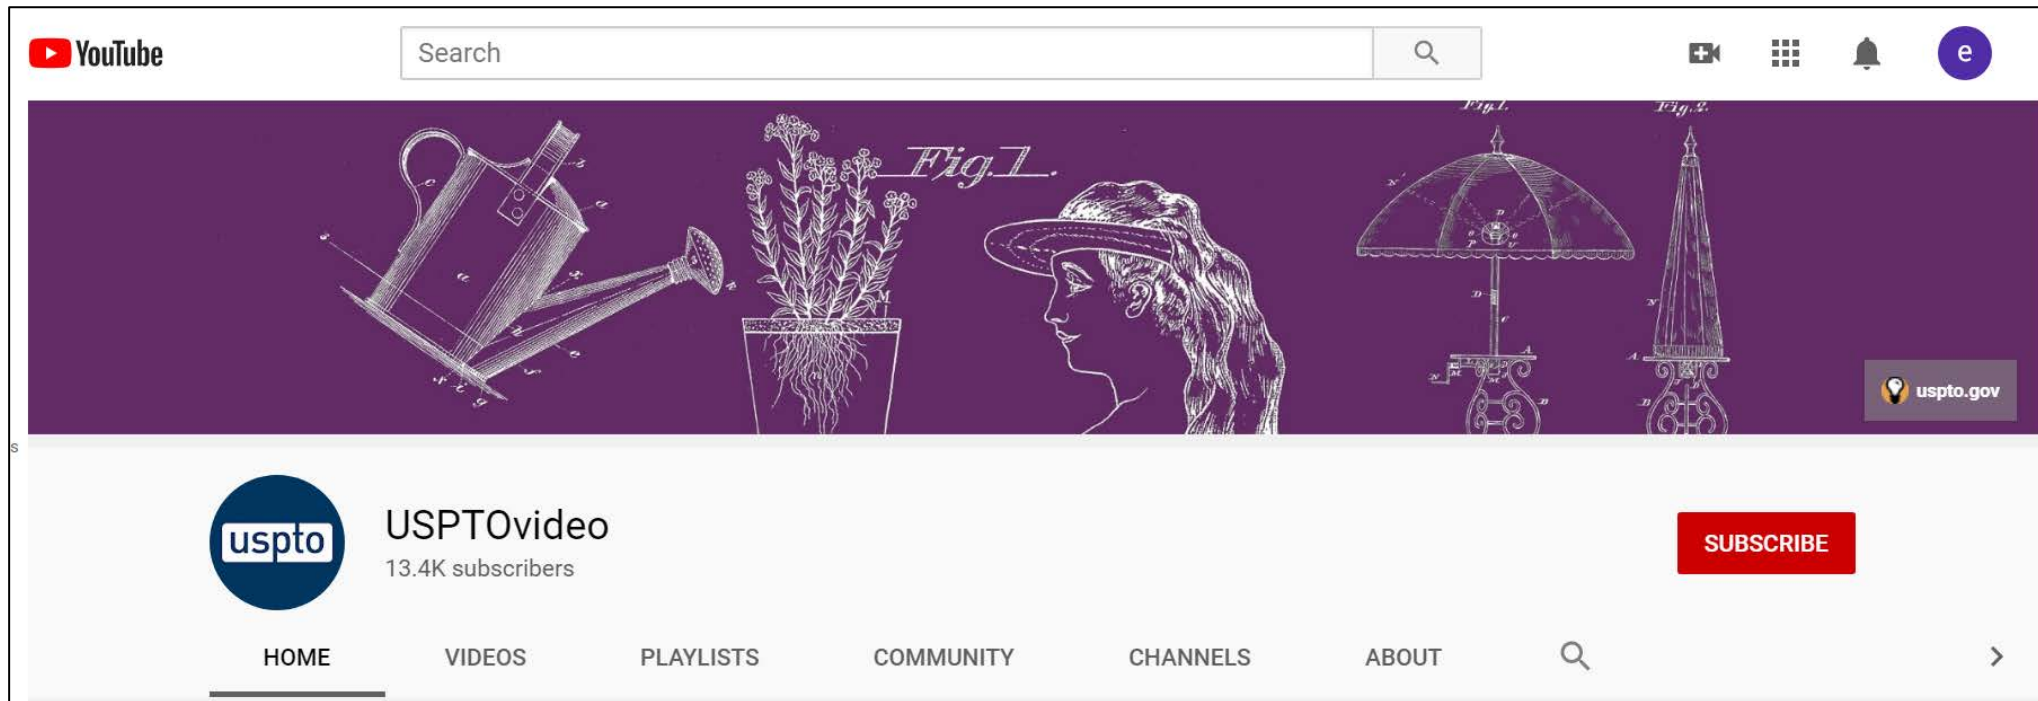 YouTube
Search
e
Fig. 1.
Fig. 1.
Fig. 2.
uspto.gov
s
uspto
USPTOvideo
13.4K subscribers
SUBSCRIBE
HOME VIDEOS PLAYLISTS COMMUNITY CHANNELS ABOUT